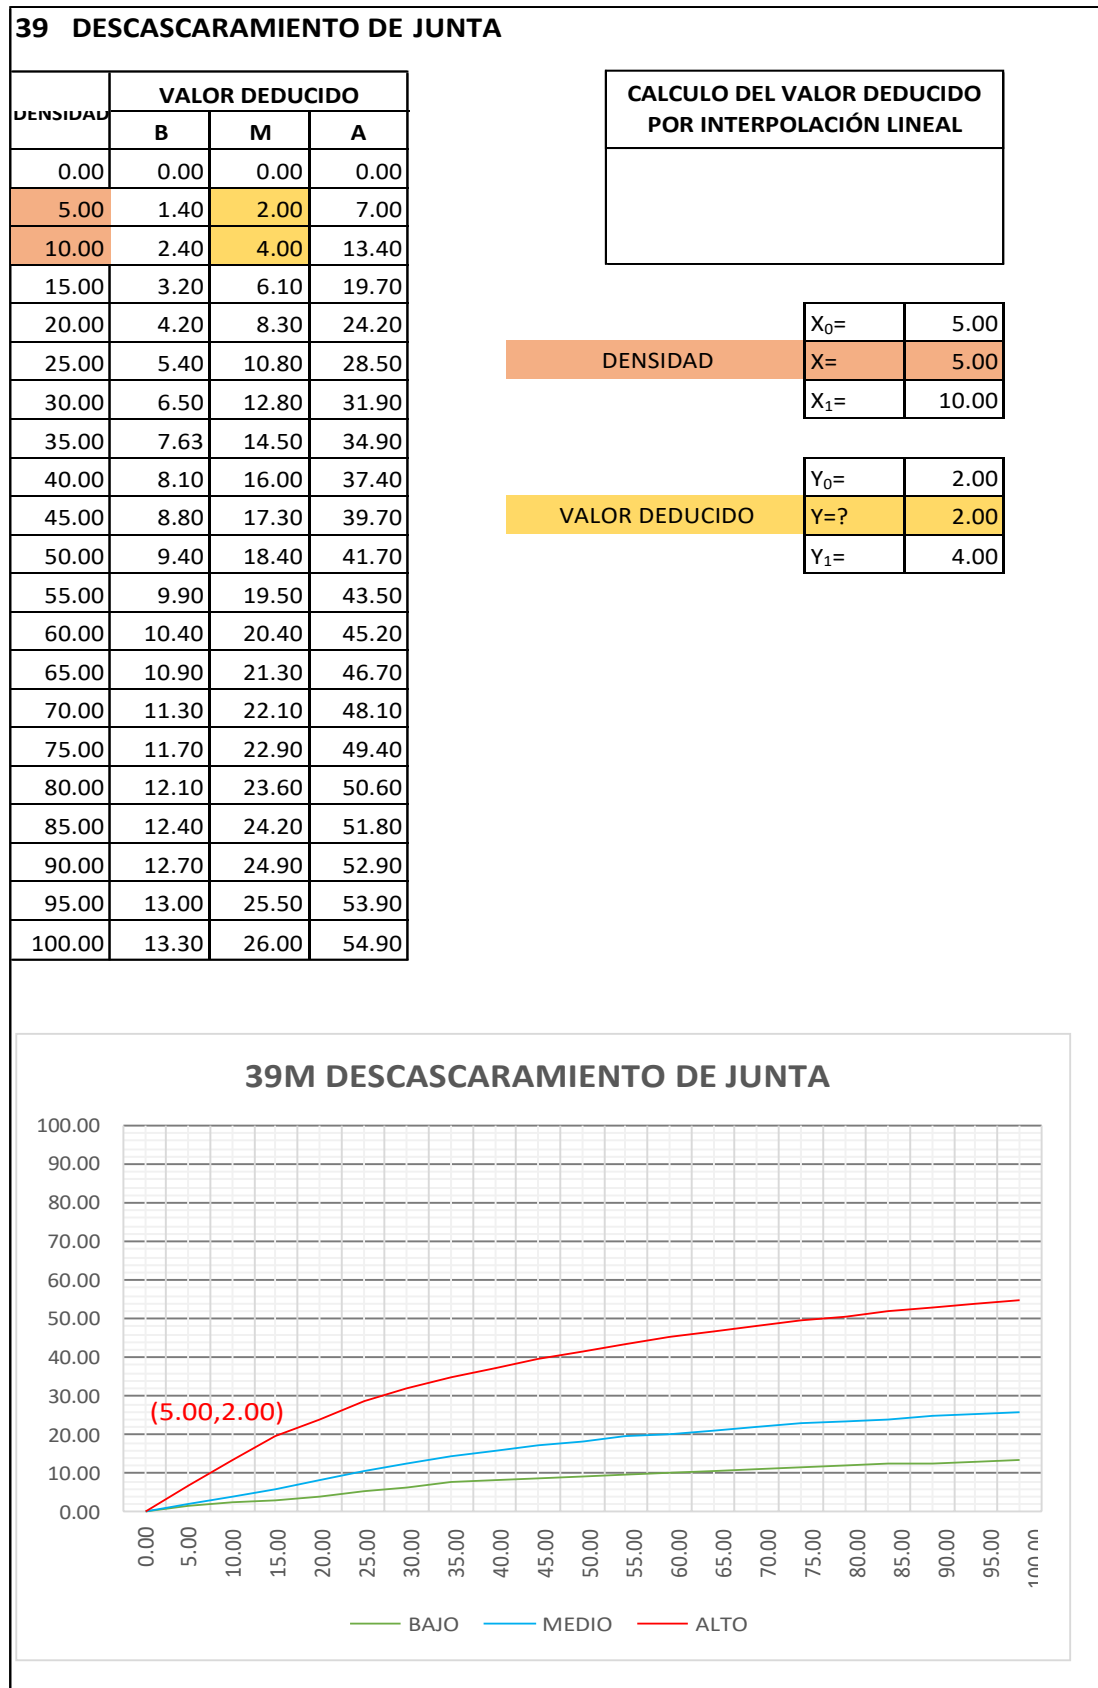 39 DESCASCARAMIENTO DE JUNTA
DENSIDAD VALOR DEDUCIDO
B M A
0.00 0.00 0.00 0.00
5.00 1.40 2.00 7.00
10.00 2.40 4.00 13.40
15.00 3.20 6.10 19.70
20.00 4.20 8.30 24.20
25.00 5.40 10.80 28.50
30.00 6.50 12.80 31.90
35.00 7.63 14.50 34.90
40.00 8.10 16.00 37.40
45.00 8.80 17.30 39.70
50.00 9.40 18.40 41.70
55.00 9.90 19.50 43.50
60.00 10.40 20.40 45.20
65.00 10.90 21.30 46.70
70.00 11.30 22.10 48.10
75.00 11.70 22.90 49.40
80.00 12.10 23.60 50.60
85.00 12.40 24.20 51.80
90.00 12.70 24.90 52.90
95.00 13.00 25.50 53.90
100.00 13.30 26.00 54.90
CALCULO DEL VALOR DEDUCIDO
POR INTERPOLACIÓN LINEAL
X₀= 5.00
DENSIDAD X= 5.00
X₁= 10.00
Y₀= 2.00
VALOR DEDUCIDO Y=? 2.00
Y₁= 4.00
39M DESCASCARAMIENTO DE JUNTA
100.00
90.00
80.00
70.00
60.00
50.00
40.00
30.00
20.00
10.00
0.00
(5.00,2.00)
0.00 5.00 10.00 15.00 20.00 25.00 30.00 35.00 40.00 45.00 50.00 55.00 60.00 65.00 70.00 75.00 80.00 85.00 90.00 95.00 100.00
BAJO MEDIO ALTO